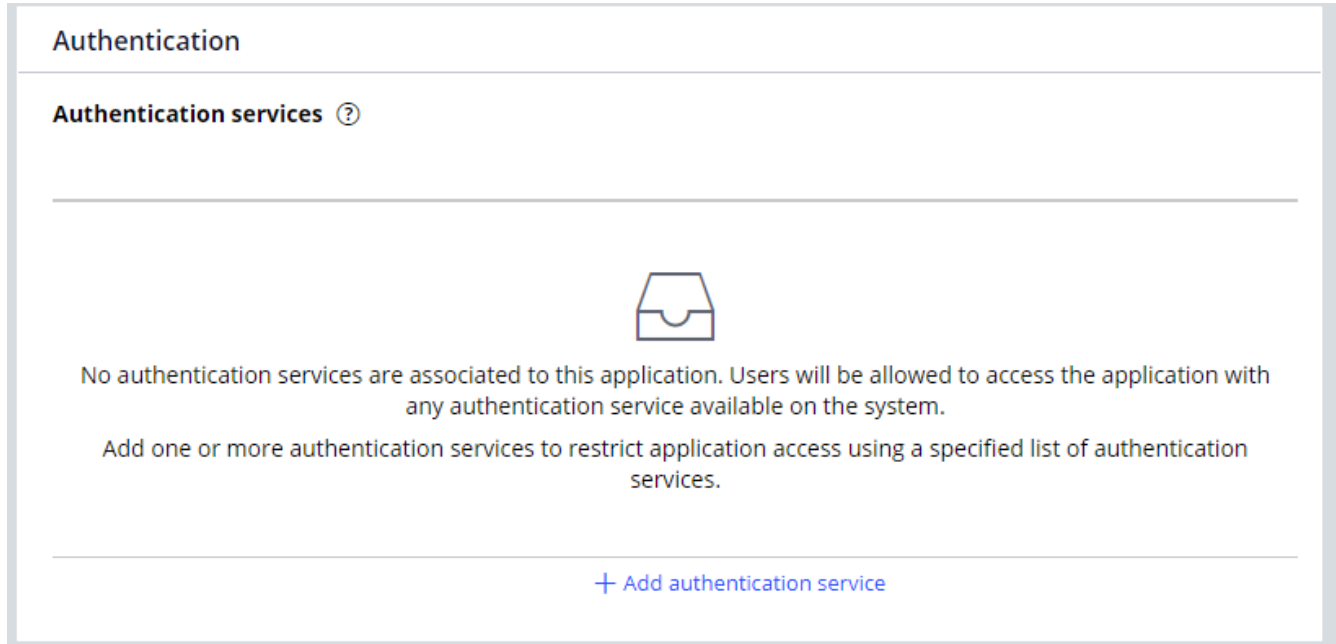 Authentication
Authentication services ?
No authentication services are associated to this application. Users will be allowed to access the application with
any authentication service available on the system.
Add one or more authentication services to restrict application access using a specified list of authentication
services.
+ Add authentication service